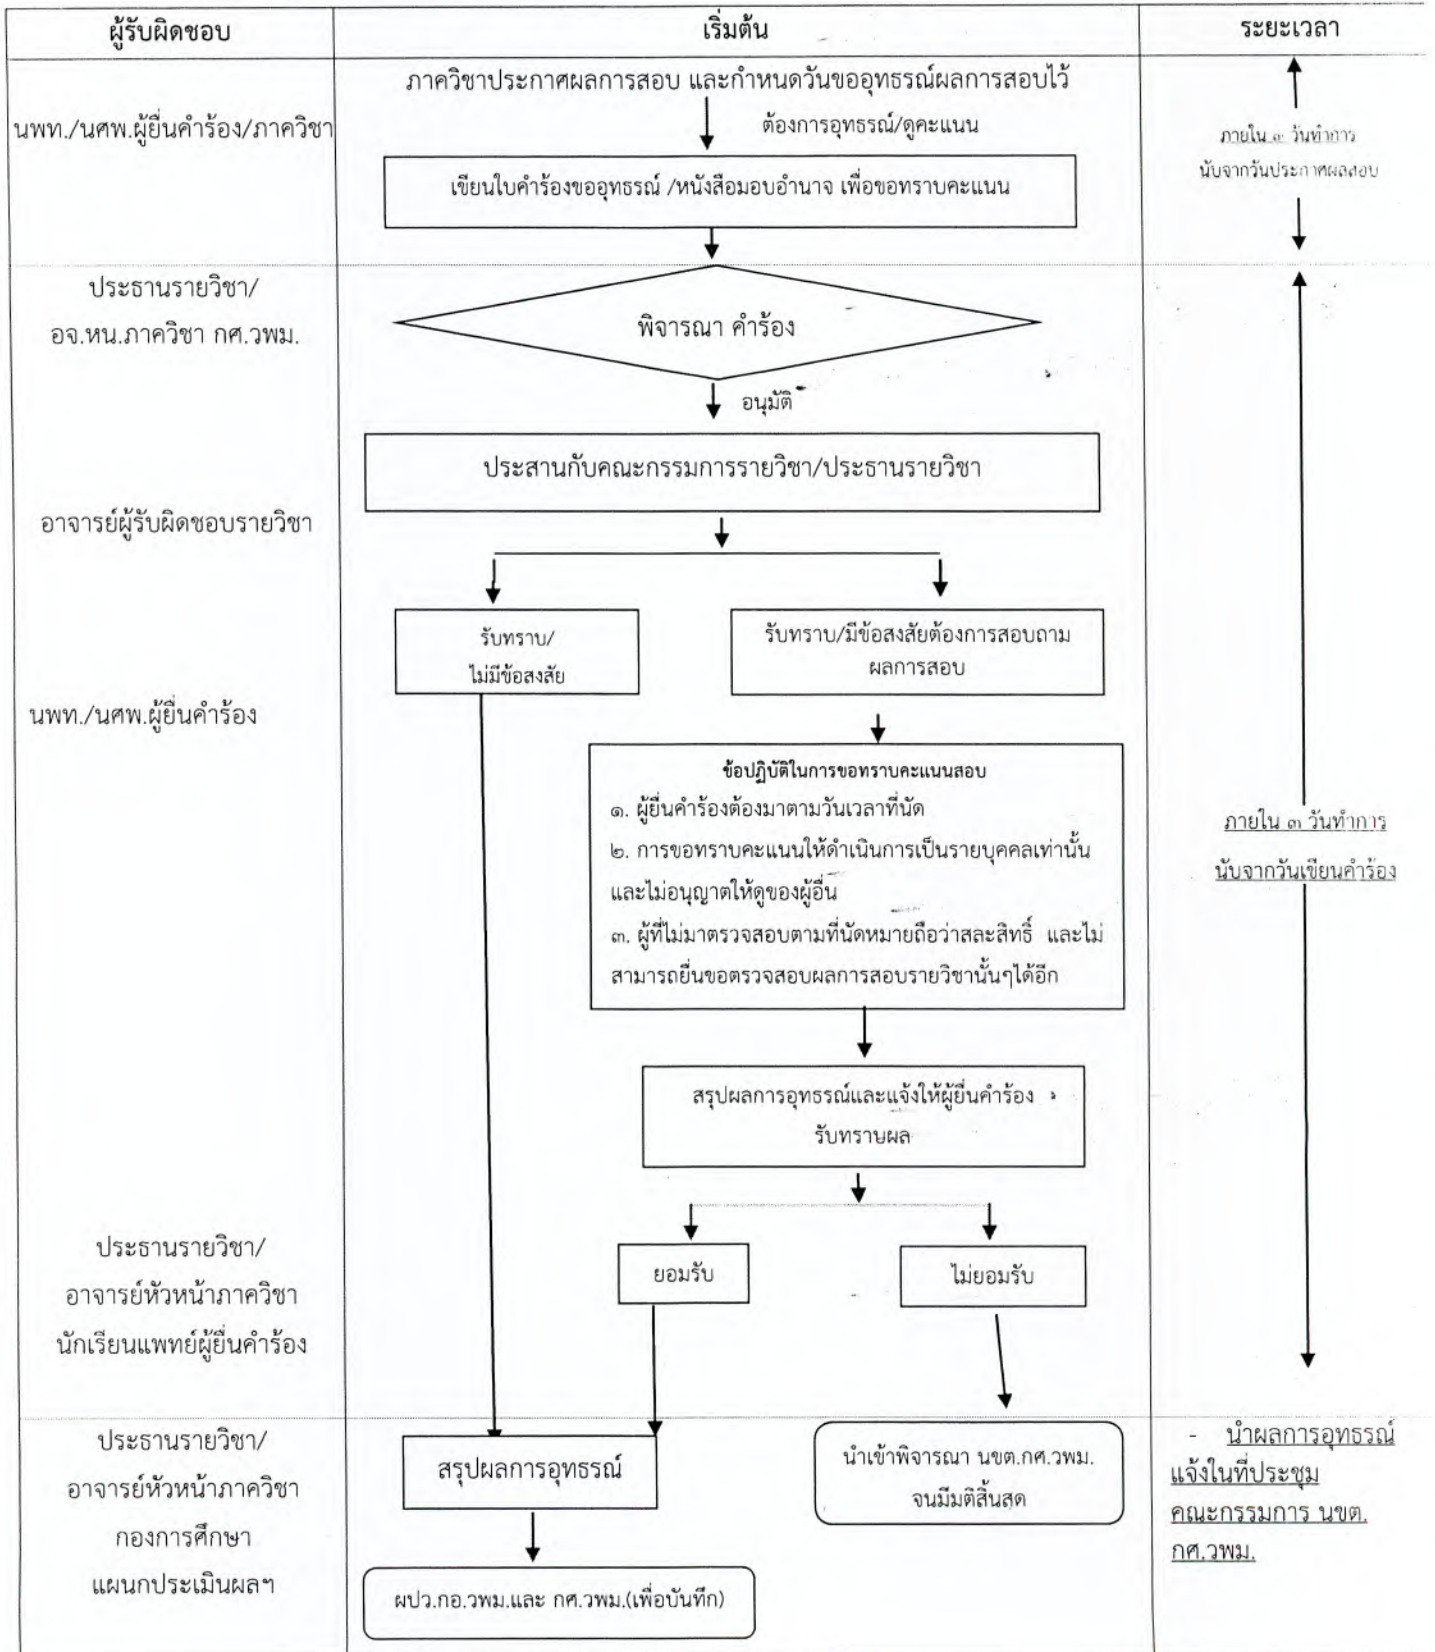 ผู้รับผิดชอบ
เริ่มต้น
ระยะเวลา
นพท./นศพ.ผู้ยื่นคำร้อง/ภาควิชา
ภาควิชาประกาศผลการสอบ และกำหนดวันขออุทธรณ์ผลการสอบไว้
ต้องการอุทธรณ์/ดูคะแนน
เขียนใบคำร้องขออุทธรณ์ /หนังสือมอบอำนาจ เพื่อขอทราบคะแนน
ภายใน ๓ วันทำการ
นับจากวันประกาศผลสอบ
ประธานรายวิชา/
อจ.หน.ภาควิชา กศ.วพม.
พิจารณา คำร้อง
อนุมัติ
ประสานกับคณะกรรมการรายวิชา/ประธานรายวิชา
อาจารย์ผู้รับผิดชอบรายวิชา
รับทราบ/
ไม่มีข้อสงสัย
รับทราบ/มีข้อสงสัยต้องการสอบถาม
ผลการสอบ
นพท./นศพ.ผู้ยื่นคำร้อง
ข้อปฏิบัติในการขอทราบคะแนนสอบ
๑. ผู้ยื่นคำร้องต้องมาตามวันเวลาที่นัด
๒. การขอทราบคะแนนให้ดำเนินการเป็นรายบุคคลเท่านั้น
และไม่อนุญาตให้ดูของผู้อื่น
๓. ผู้ที่ไม่มาตรวจสอบตามที่นัดหมายถือว่าสละสิทธิ์ และไม่
สามารถยื่นขอตรวจสอบผลการสอบรายวิชานั้นๆได้อีก
ภายใน ๓ วันทำการ
นับจากวันเขียนคำร้อง
สรุปผลการอุทธรณ์และแจ้งให้ผู้ยื่นคำร้อง
รับทราบผล
ประธานรายวิชา/
อาจารย์หัวหน้าภาควิชา
นักเรียนแพทย์ผู้ยื่นคำร้อง
ยอมรับ
ไม่ยอมรับ
ประธานรายวิชา/
อาจารย์หัวหน้าภาควิชา
กองการศึกษา
แผนกประเมินผลฯ
สรุปผลการอุทธรณ์
นำเข้าพิจารณา นขต.กศ.วพม.
จนมีมติสิ้นสุด
- นำผลการอุทธรณ์
แจ้งในที่ประชุม
คณะกรรมการ นขต.
กศ.วพม.
ผปว.กอ.วพม.และ กศ.วพม.(เพื่อบันทึก)